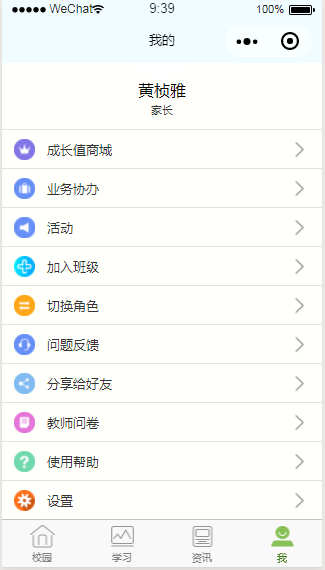 WeChat 9:39 100%
我的
黄桢雅
家长
成长值商城
业务协办
活动
加入班级
切换角色
问题反馈
分享给好友
教师问卷
使用帮助
设置
校园 学习 资讯 我